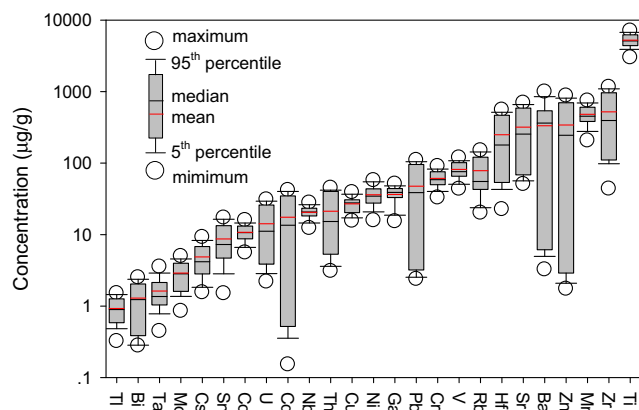 10000
1000
100
10
1
.1
Concentration (µg/g)
maximum
95th percentile
median
mean
5th percentile
mimimum
Tl Bi Ta Mo Cs Sn Co U Cd Nb Th Cu Ni Ga Pb Cr V Rb Hf Sr Ba Zn Mn Zr Ti